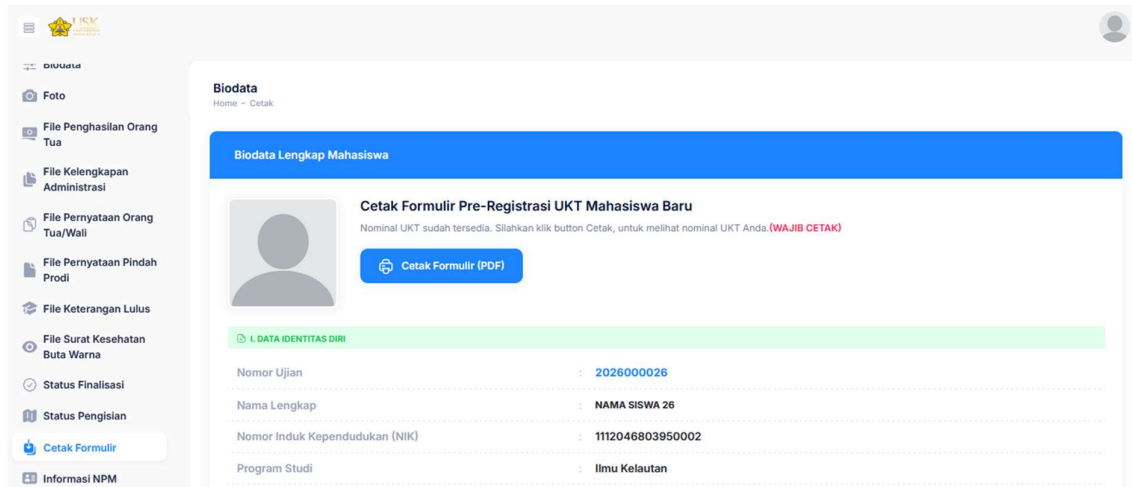 USK
Biodata
Foto
File Penghasilan Orang
Tua
File Kelengkapan
Administrasi
File Pernyataan Orang
Tua/Wali
File Pernyataan Pindah
Prodi
File Keterangan Lulus
File Surat Kesehatan
Buta Warna
Status Finalisasi
Status Pengisian
Cetak Formulir
Informasi NPM
Biodata
Home - Cetak
Biodata Lengkap Mahasiswa
Cetak Formulir Pre-Registrasi UKT Mahasiswa Baru
Nominal UKT sudah tersedia. Silahkan klik button Cetak, untuk melihat nominal UKT Anda.(WAJIB CETAK)
Cetak Formulir (PDF)
I. DATA IDENTITAS DIRI
Nomor Ujian : 2026000026
Nama Lengkap : NAMA SISWA 26
Nomor Induk Kependudukan (NIK) : 1112046803950002
Program Studi : Ilmu Kelautan